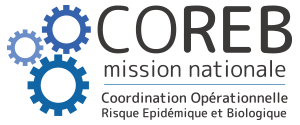 COREB
mission nationale
Coordination Opérationnelle
Risque Epidémique et Biologique